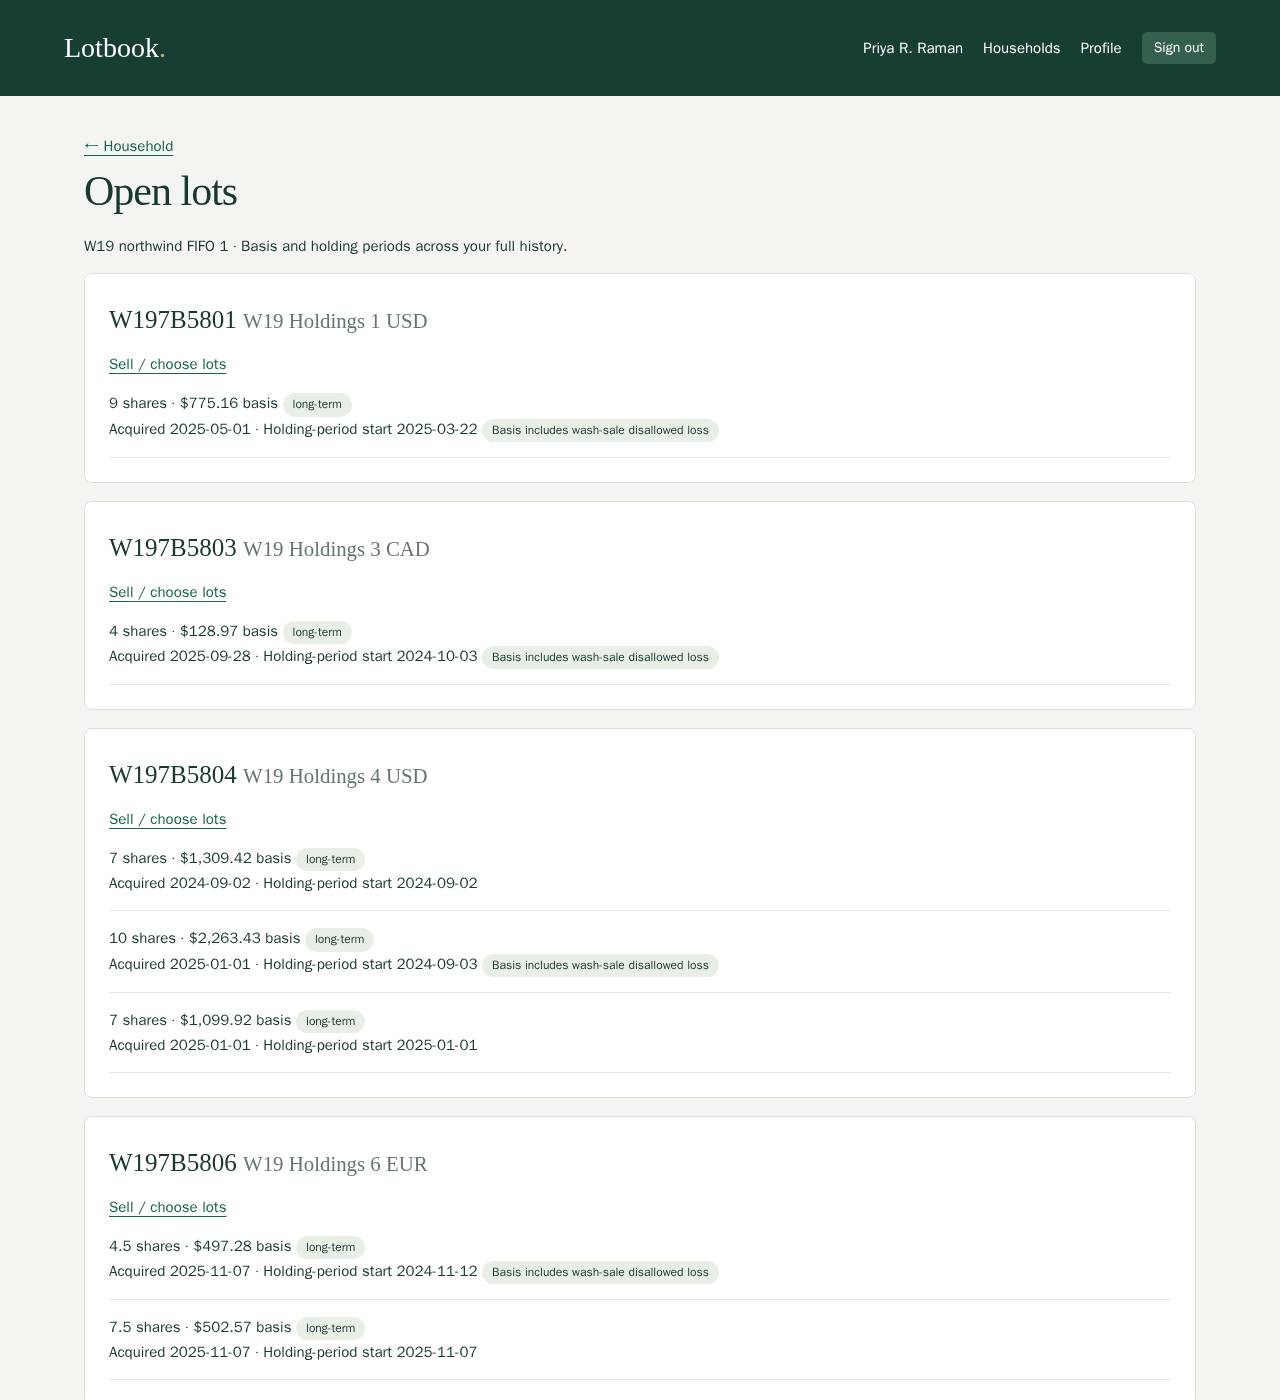 Lotbook.
Priya R. Raman Households Profile Sign out
← Household
Open lots
W19 northwind FIFO 1 · Basis and holding periods across your full history.
W197B5801 W19 Holdings 1 USD
Sell / choose lots
9 shares · $775.16 basis long-term
Acquired 2025-05-01 · Holding-period start 2025-03-22 Basis includes wash-sale disallowed loss
W197B5803 W19 Holdings 3 CAD
Sell / choose lots
4 shares · $128.97 basis long-term
Acquired 2025-09-28 · Holding-period start 2024-10-03 Basis includes wash-sale disallowed loss
W197B5804 W19 Holdings 4 USD
Sell / choose lots
7 shares · $1,309.42 basis long-term
Acquired 2024-09-02 · Holding-period start 2024-09-02
10 shares · $2,263.43 basis long-term
Acquired 2025-01-01 · Holding-period start 2024-09-03 Basis includes wash-sale disallowed loss
7 shares · $1,099.92 basis long-term
Acquired 2025-01-01 · Holding-period start 2025-01-01
W197B5806 W19 Holdings 6 EUR
Sell / choose lots
4.5 shares · $497.28 basis long-term
Acquired 2025-11-07 · Holding-period start 2024-11-12 Basis includes wash-sale disallowed loss
7.5 shares · $502.57 basis long-term
Acquired 2025-11-07 · Holding-period start 2025-11-07